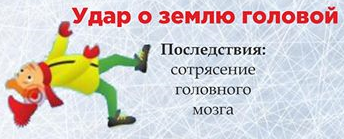 Удар о землю головой
Последствия:
сотрясение
головного
мозга